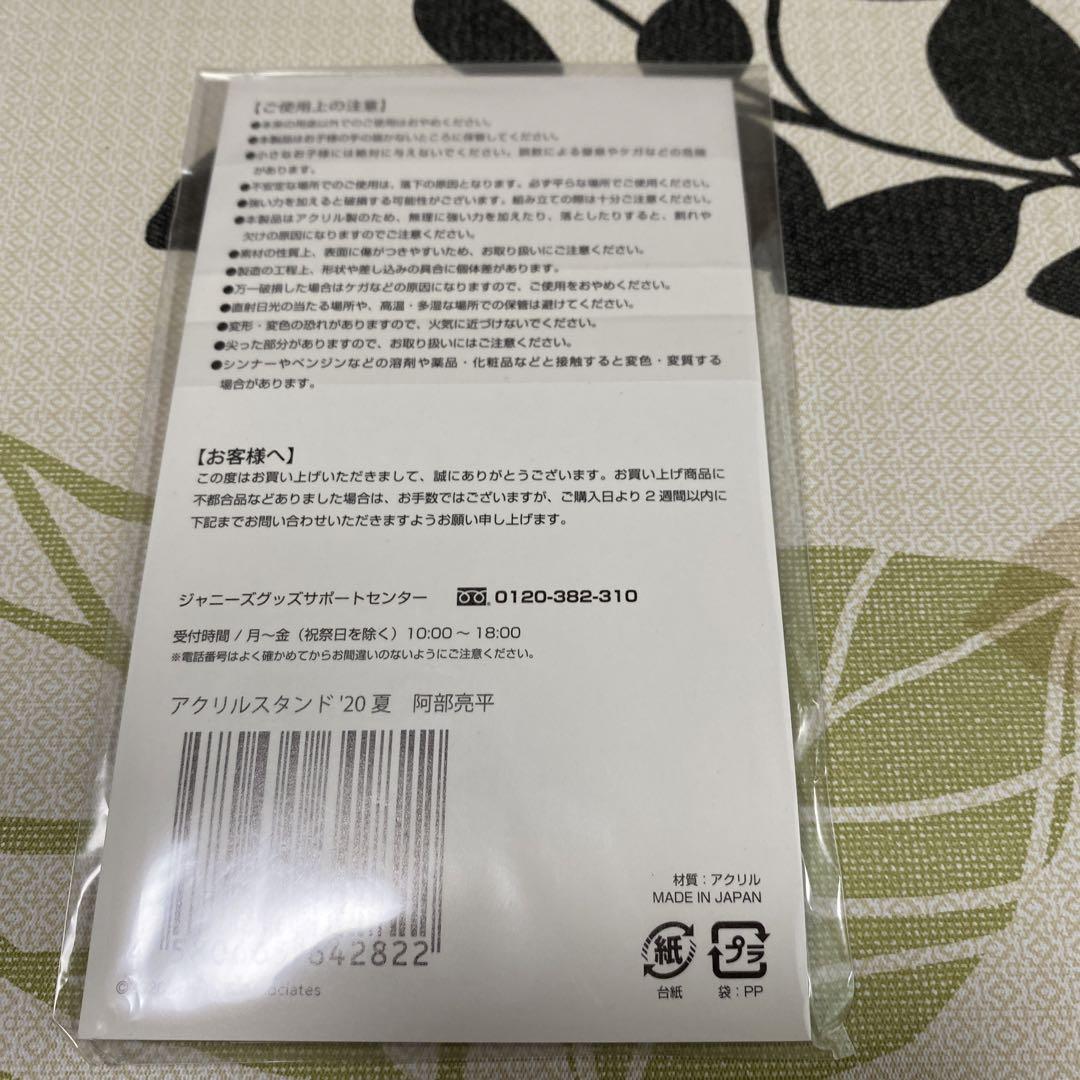 【ご使用上の注意】
●本来の用途以外でのご使用はおやめください。
●本製品はお子様の手の届かないところに保管してください。
●小さなお子様には絶対に与えないでください。誤飲による窒息やケガなどの危険
があります。
●不安定な場所でのご使用は、落下の原因となります。必ず平らな場所でご使用ください。
●強い力を加えると破損する可能性がございます。組み立ての際は十分ご注意ください。
●本製品はアクリル製のため、無理に強い力を加えたり、落としたりすると、割れや
欠けの原因になりますのでご注意ください。
●素材の性質上、表面に傷がつきやすいため、お取り扱いにご注意ください。
●製造の工程上、形状や差し込みの具合に個体差があります。
●万一破損した場合はケガなどの原因になりますので、ご使用をおやめください。
●直射日光の当たる場所や、高温・多湿な場所での保管は避けてください。
●変形・変色の恐れがありますので、火気に近づけないでください。
●尖った部分がありますので、お取り扱いにはご注意ください。
●シンナーやベンジンなどの溶剤や薬品・化粧品などと接触すると変色・変質する
場合があります。
【お客様へ】
この度はお買い上げいただきまして、誠にありがとうございます。お買い上げ商品に
不都合品などありました場合は、お手数ではございますが、ご購入日より2週間以内に
下記までお問い合わせいただきますようお願い申し上げます。
ジャニーズグッズサポートセンター 0120-382-310
受付時間 / 月～金（祝祭日を除く）10:00 ～ 18:00
※電話番号はよく確かめてからお間違いのないようにご注意ください。
アクリルスタンド '20 夏 阿部亮平
材質：アクリル
MADE IN JAPAN
642822
紙 プラ
台紙 袋：PP
©